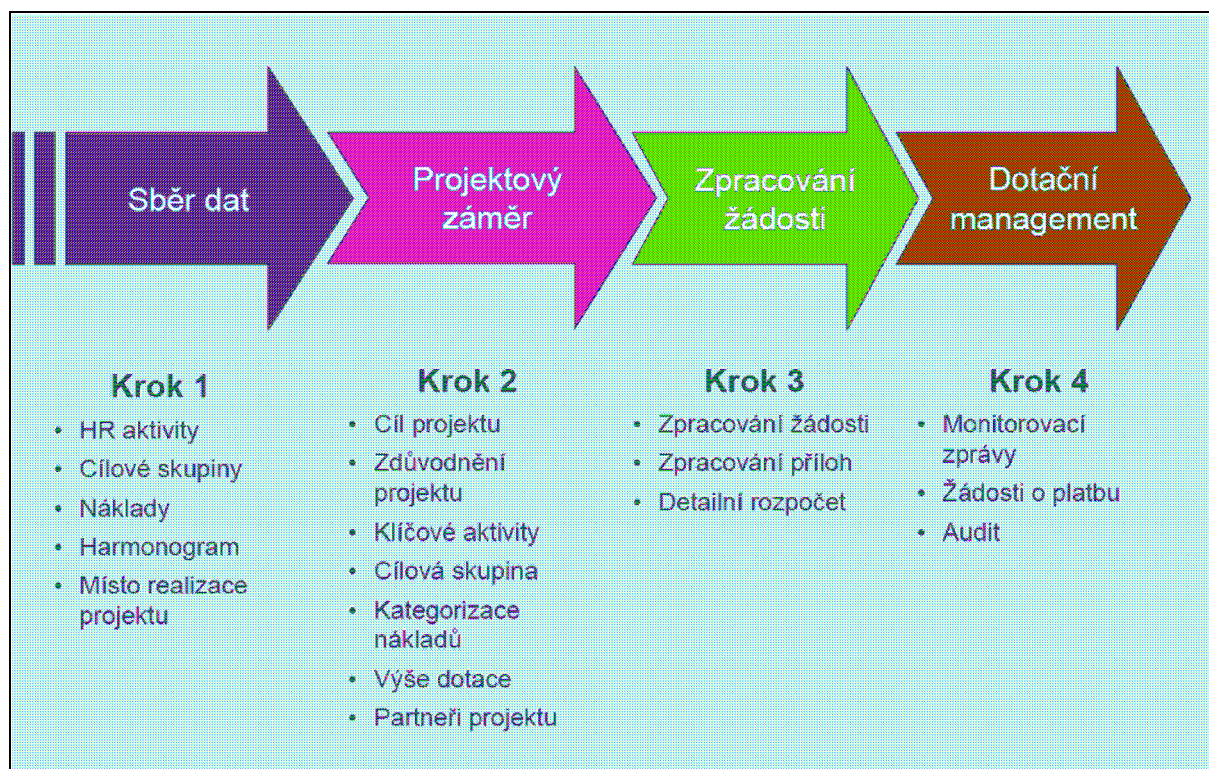 Sběr dat
Projektový
záměr
Zpracování
žádosti
Dotační
management
Krok 1
• HR aktivity
• Cílové skupiny
• Náklady
• Harmonogram
• Místo realizace
projektu
Krok 2
• Cíl projektu
• Zdůvodnění
projektu
• Klíčové aktivity
• Cílová skupina
• Kategorizace
nákladů
• Výše dotace
• Partneři projektu
Krok 3
• Zpracování žádosti
• Zpracování příloh
• Detailní rozpočet
Krok 4
• Monitorovací
zprávy
• Žádosti o platbu
• Audit